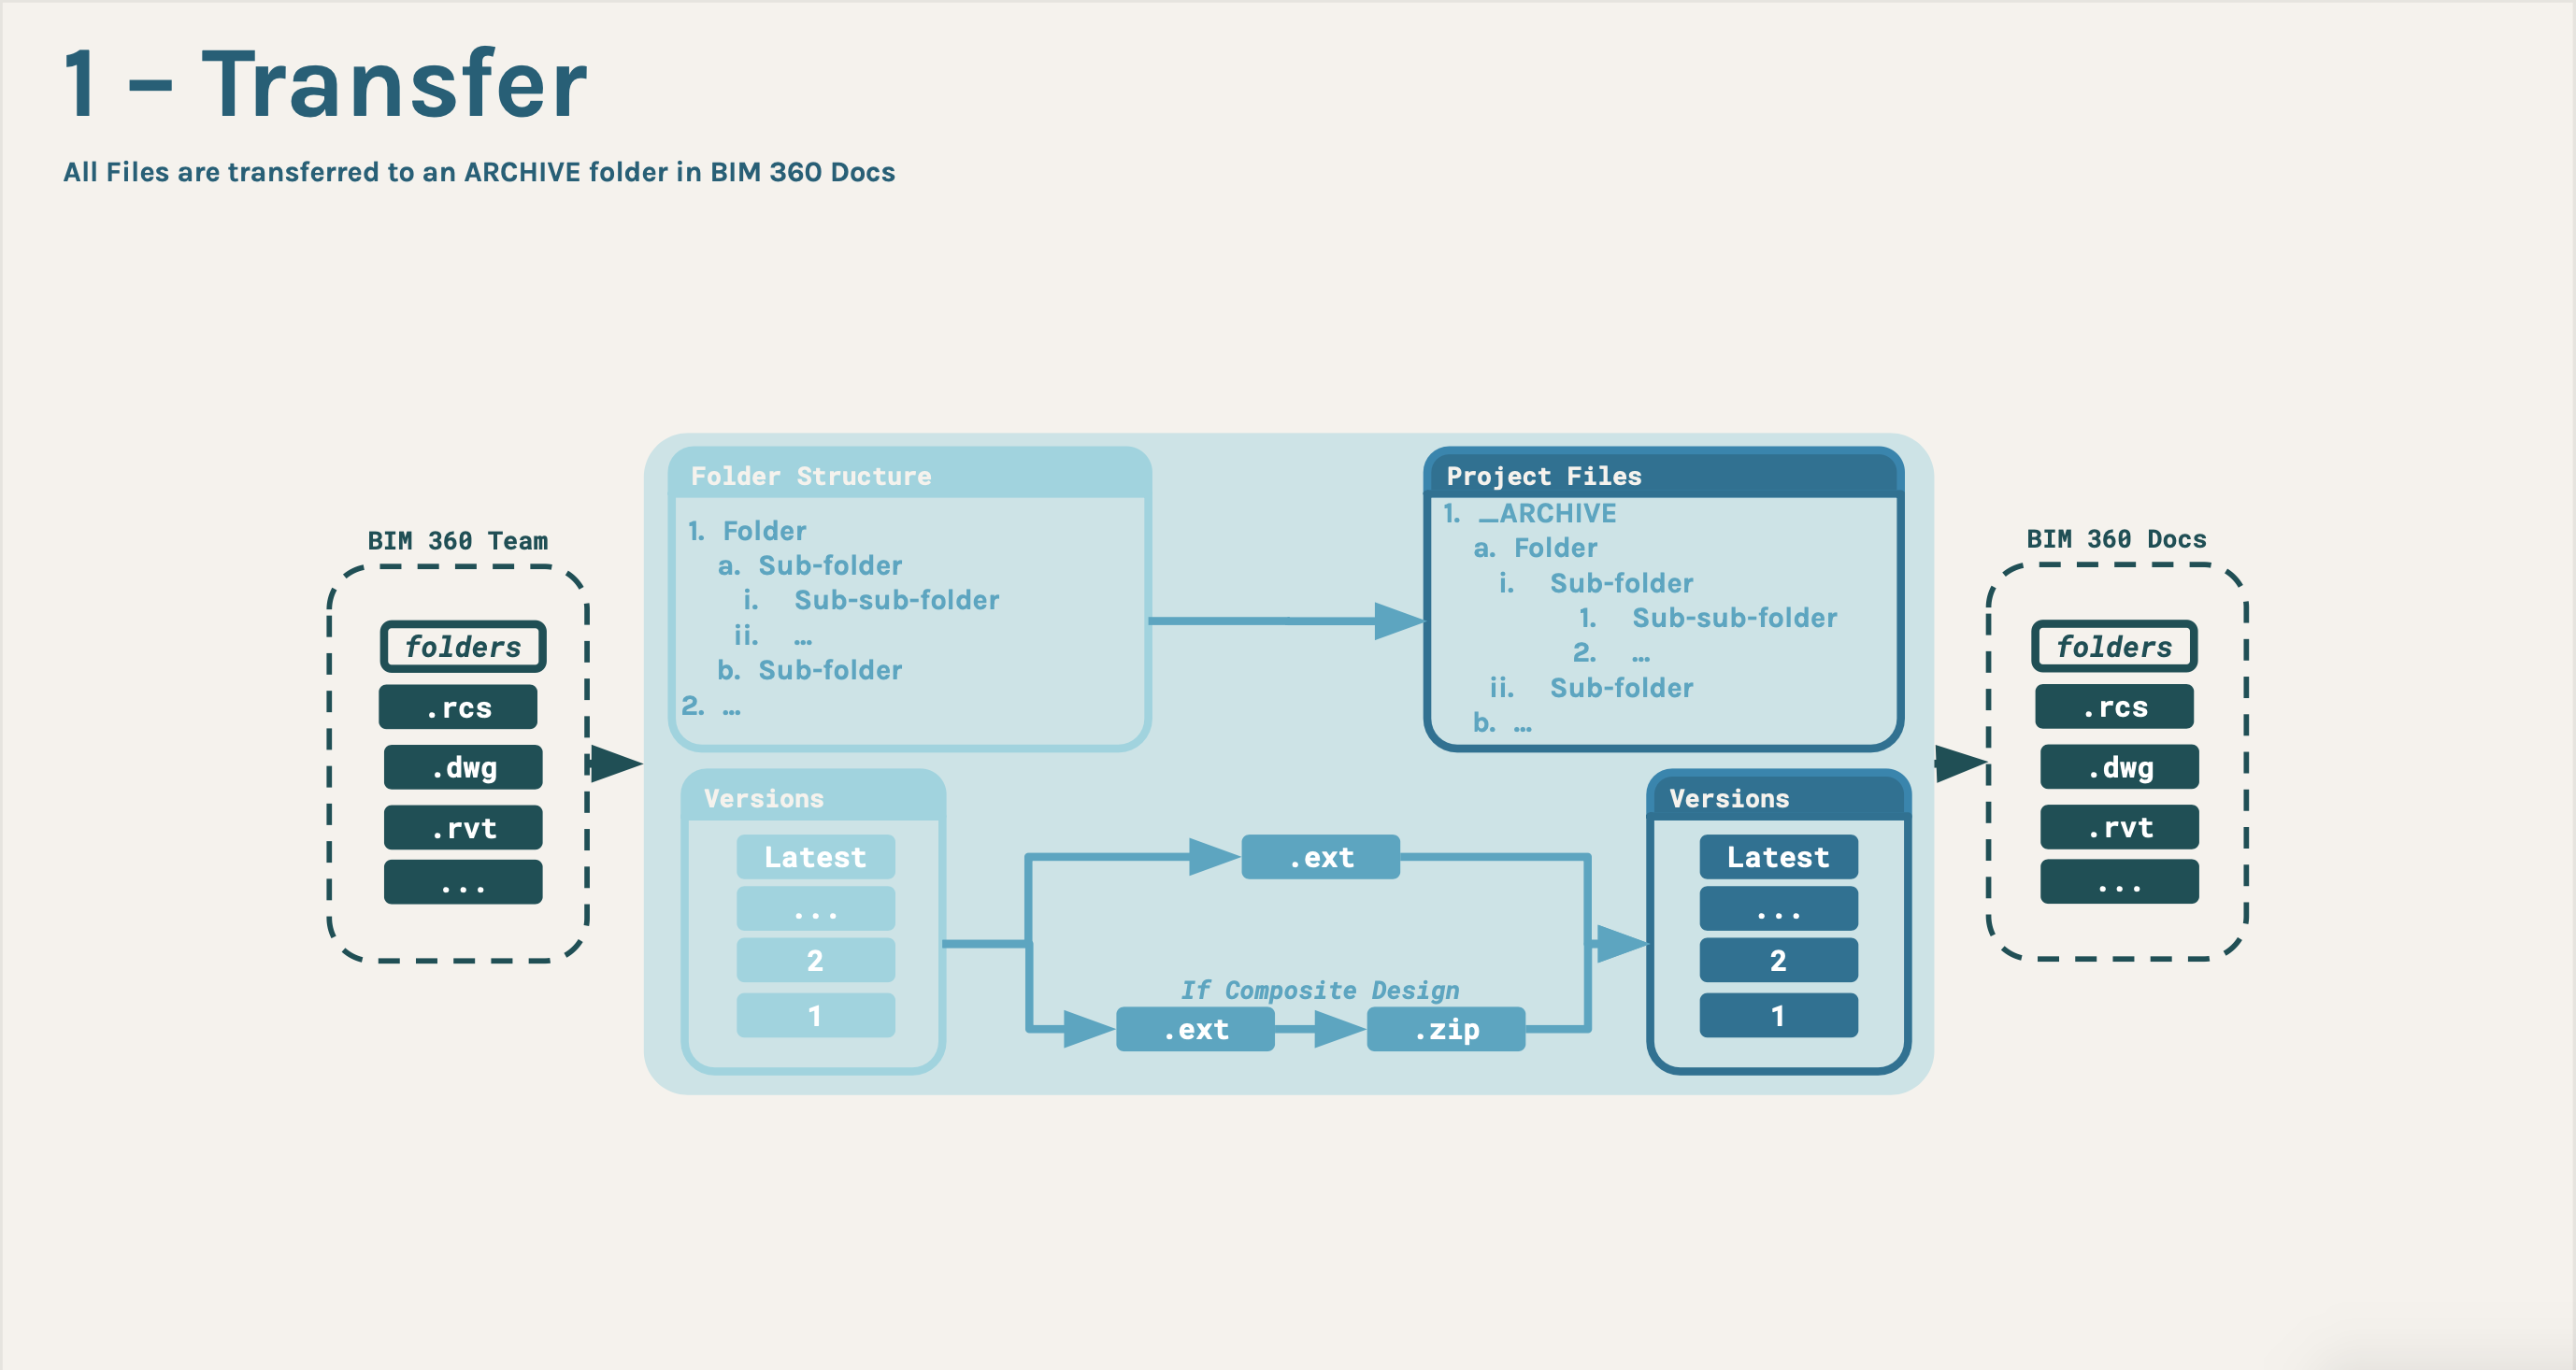 1 – Transfer
All Files are transferred to an ARCHIVE folder in BIM 360 Docs
BIM 360 Team
folders
.rcs
.dwg
.rvt
...
Folder Structure
1. Folder
a. Sub-folder
i. Sub-sub-folder
ii. ...
b. Sub-folder
2. ...
Project Files
1. _ARCHIVE
a. Folder
i. Sub-folder
1. Sub-sub-folder
2. ...
ii. Sub-folder
b. ...
Versions
Latest
...
2
1
.ext
If Composite Design
.ext
.zip
Versions
Latest
...
2
1
BIM 360 Docs
folders
.rcs
.dwg
.rvt
...